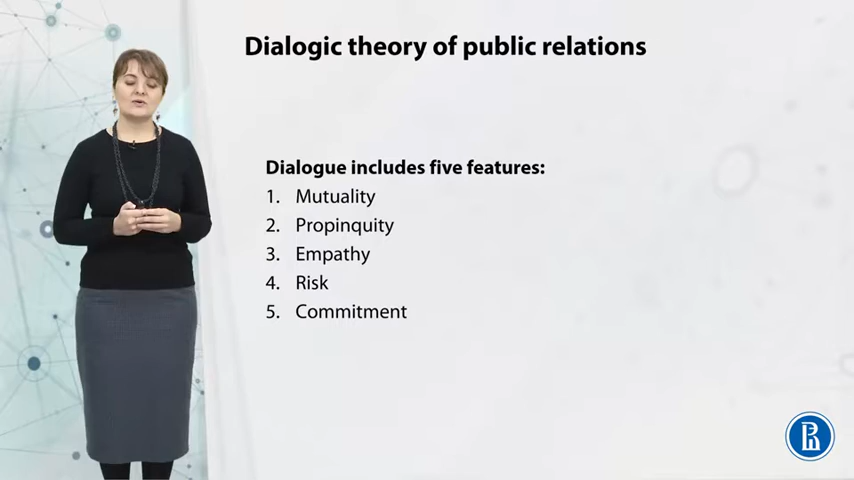 Dialogic theory of public relations
Dialogue includes five features:
1. Mutuality
2. Propinquity
3. Empathy
4. Risk
5. Commitment